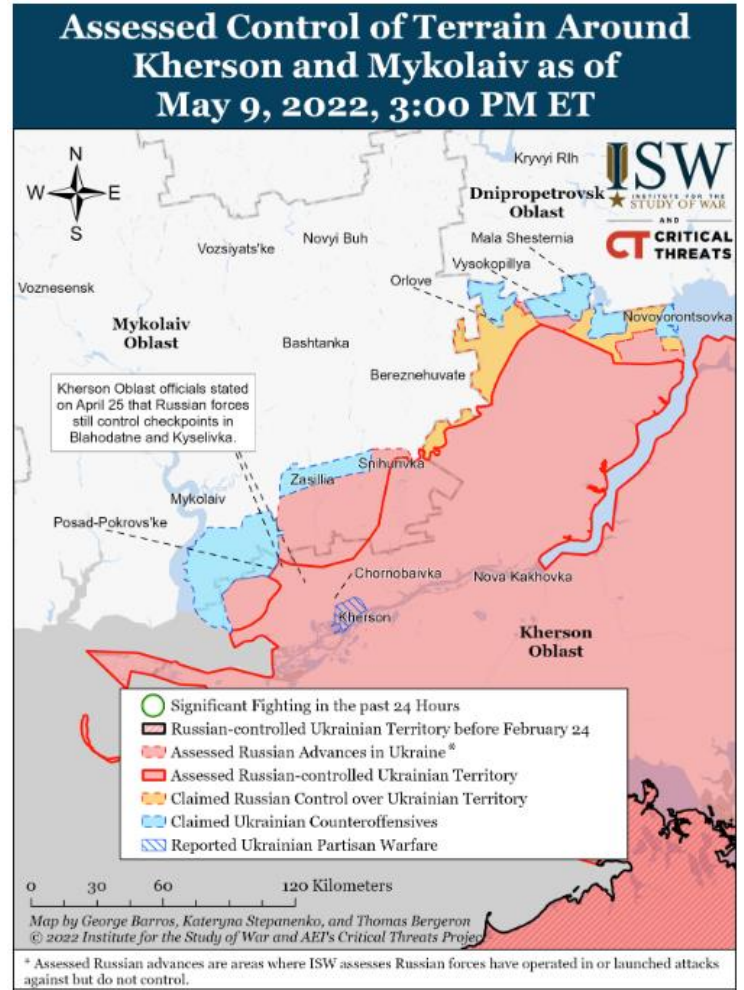 Assessed Control of Terrain Around
Kherson and Mykolaiv as of
May 9, 2022, 3:00 PM ET
N
W
E
S
Kryvyi RIh
ISW
INSTITUTE FOR THE
STUDY OF WAR
AND
CT CRITICAL
THREATS
Dnipropetrovsk
Oblast
Mala Shesternia
Vysokopillya
Orlove
Novovorontsovka
Novyi Buh
Vozsiyats'ke
Voznesensk
Mykolaiv
Oblast
Bashtanka
Bereznehuvate
Kherson Oblast officials stated
on April 25 that Russian forces
still control checkpoints in
Blahodatne and Kyselivka.
Snihurivka
Zasillia
Mykolaiv
Posad-Pokrovs'ke
Chornobaivka
Nova Kakhovka
Kherson
Kherson
Oblast
Significant Fighting in the past 24 Hours
Russian-controlled Ukrainian Territory before February 24
Assessed Russian Advances in Ukraine*
Assessed Russian-controlled Ukrainian Territory
Claimed Russian Control over Ukrainian Territory
Claimed Ukrainian Counteroffensives
Reported Ukrainian Partisan Warfare
0 30 60 120 Kilometers
Map by George Barros, Kateryna Stepanenko, and Thomas Bergeron
© 2022 Institute for the Study of War and AEI's Critical Threats Project
* Assessed Russian advances are areas where ISW assesses Russian forces have operated in or launched attacks
against but do not control.